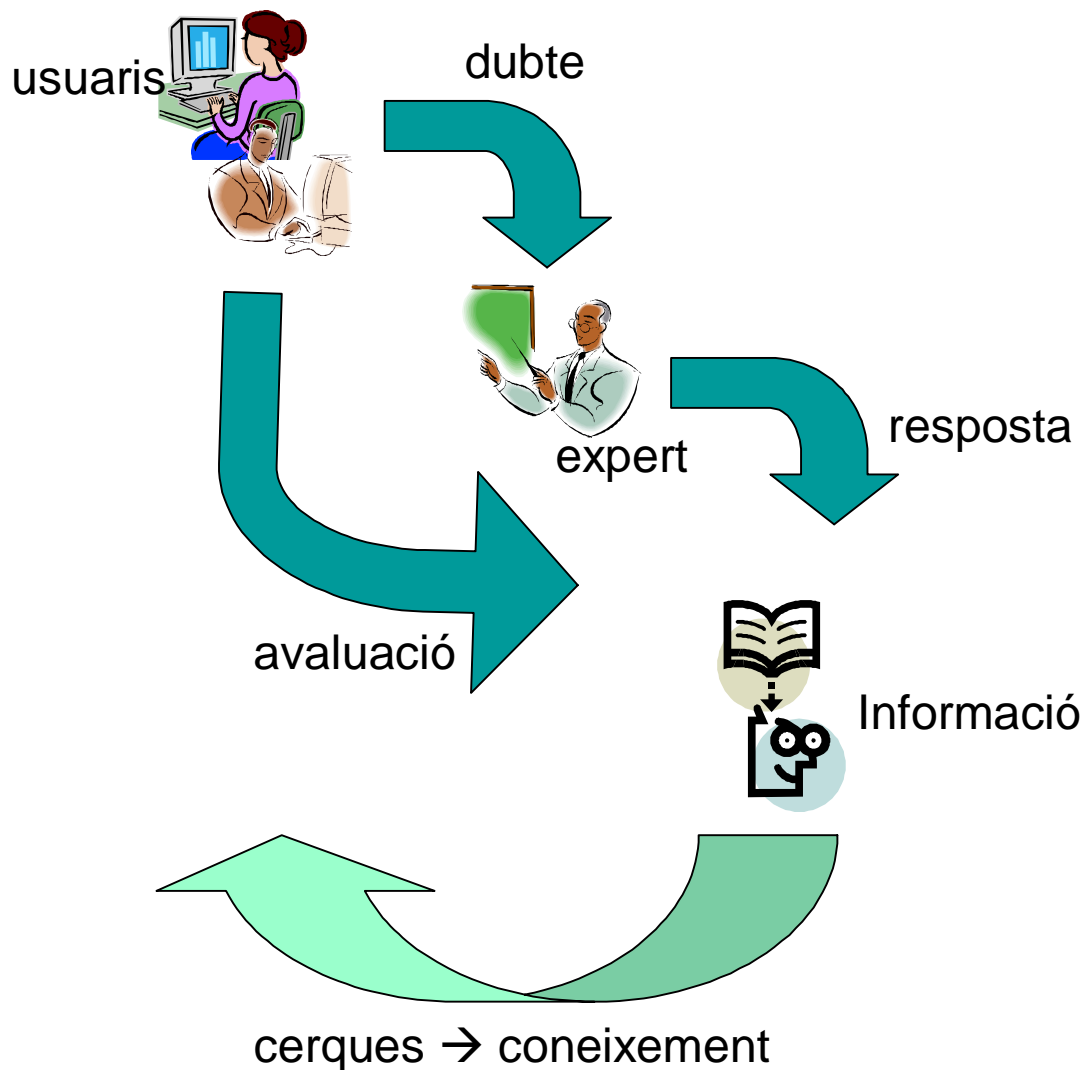 dubte
usuaris
resposta
expert
avaluació
Informació
cerques → coneixement